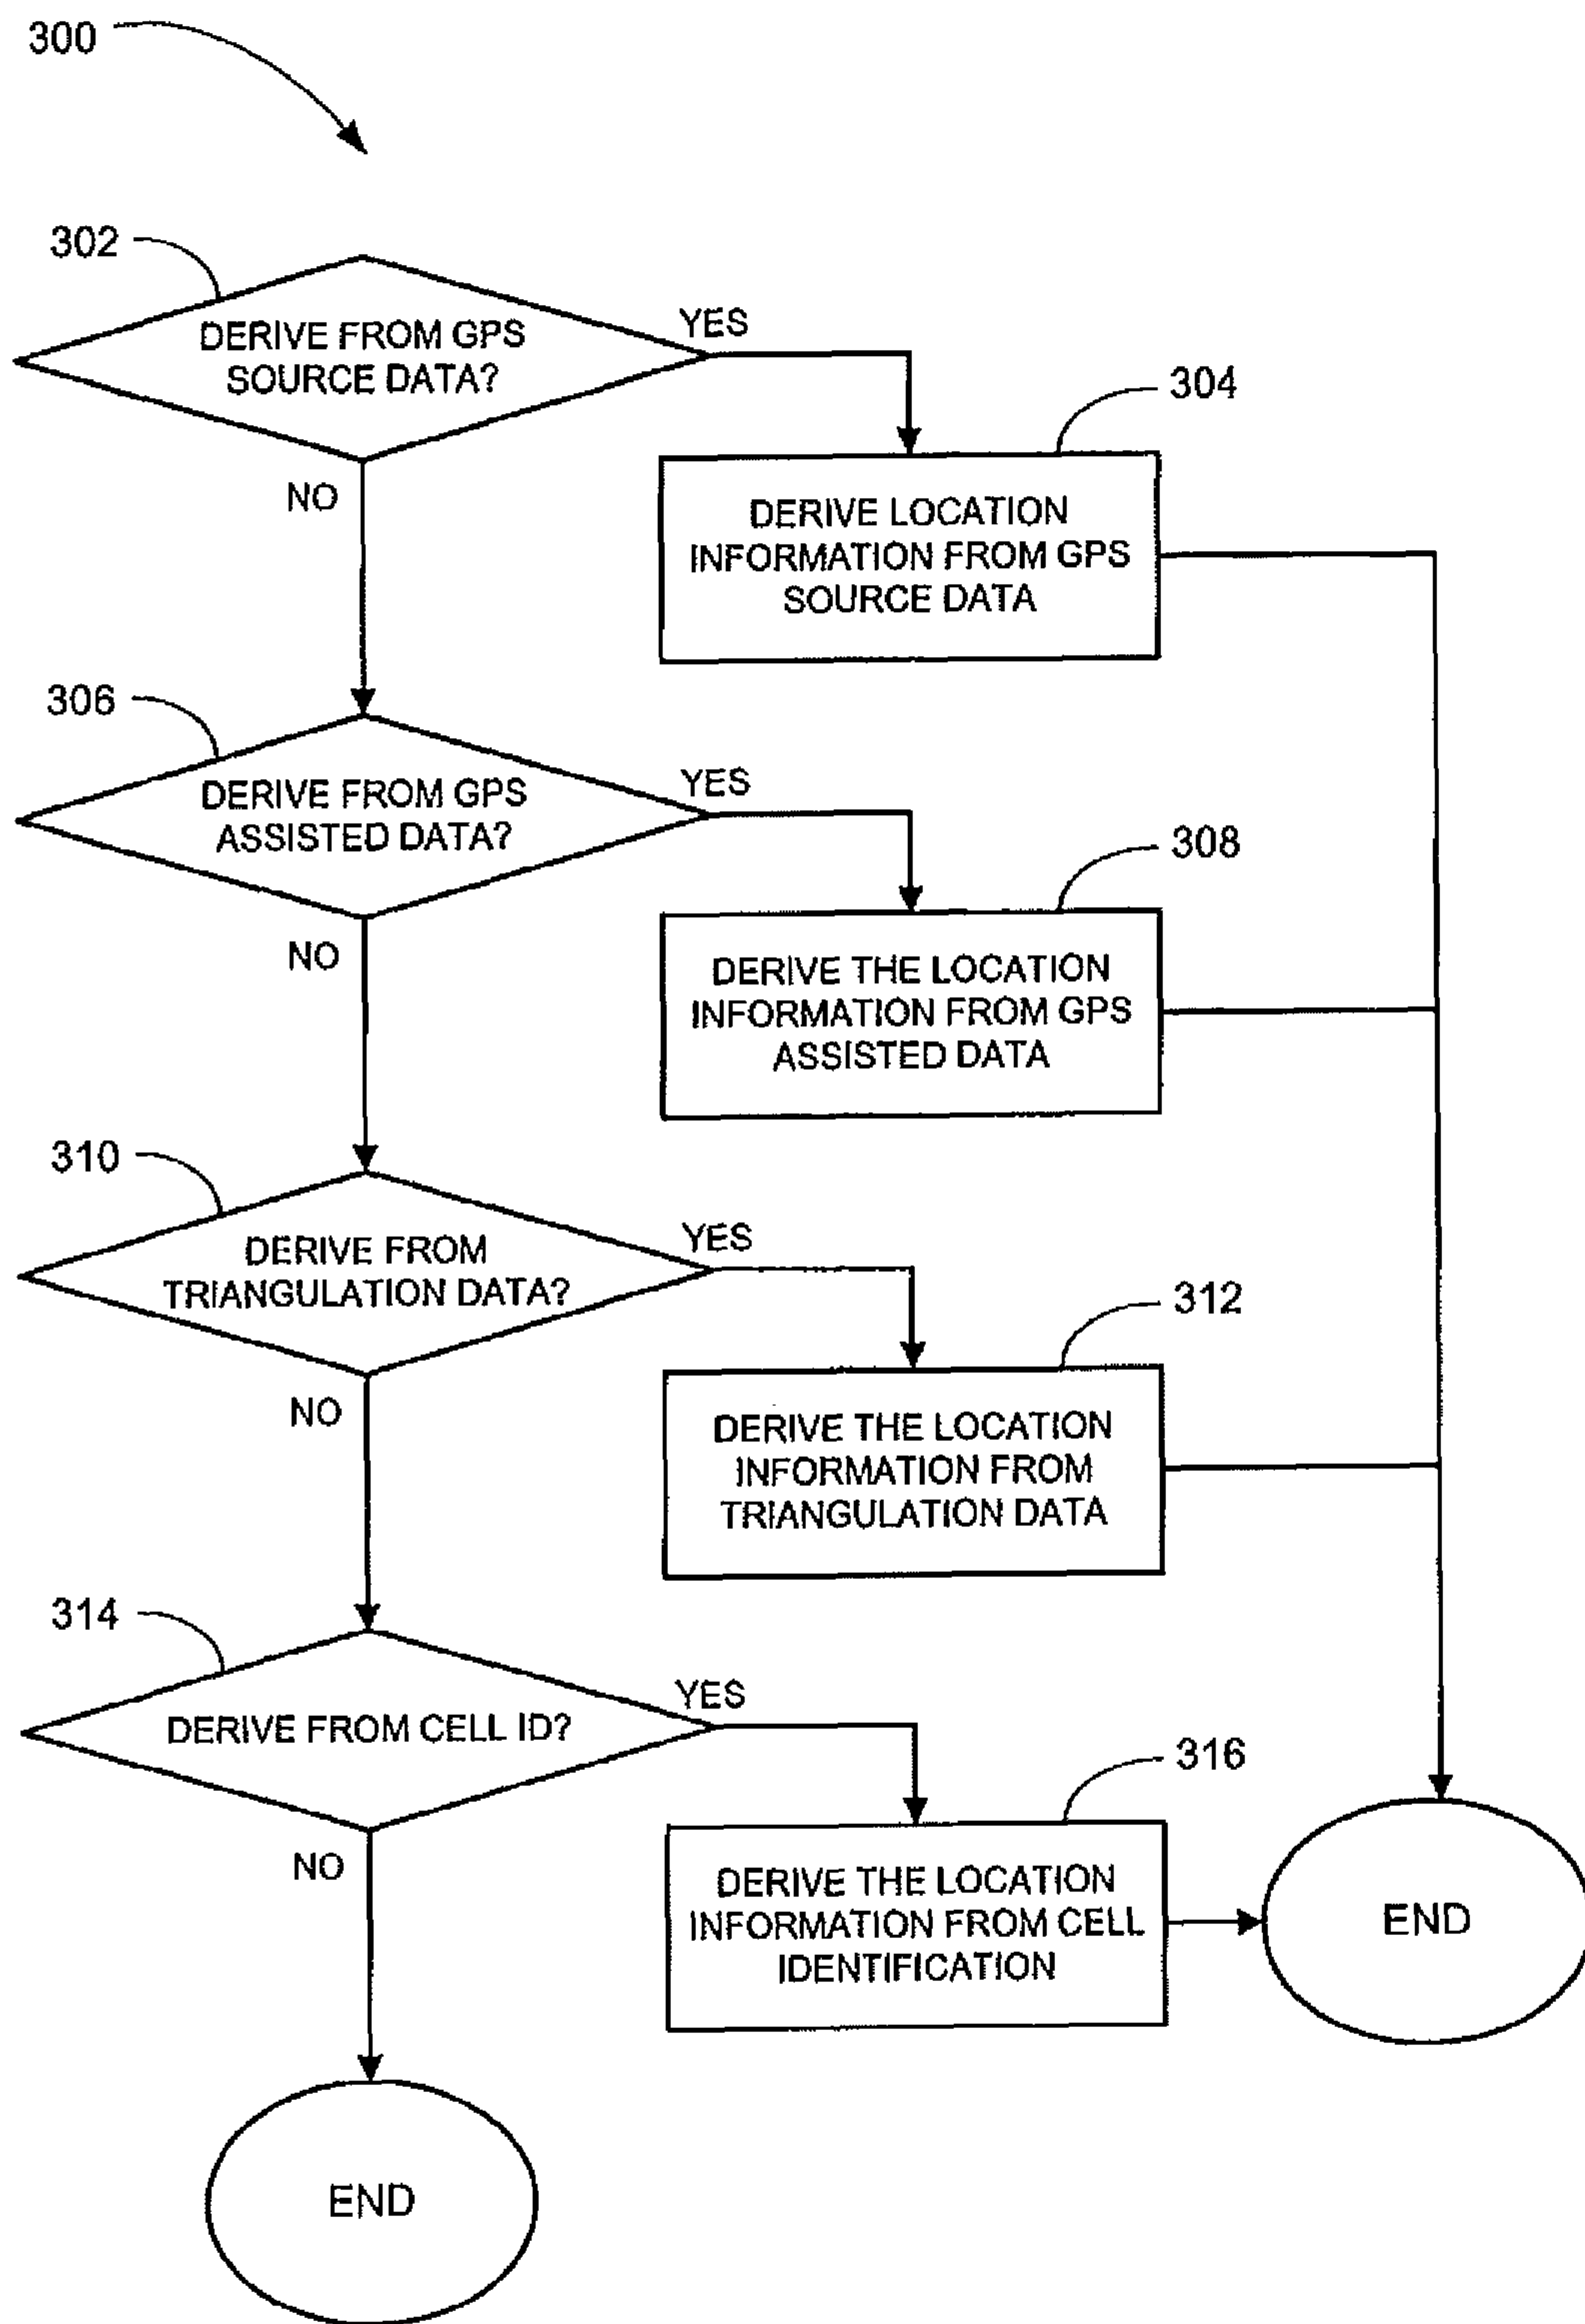 300
302
DERIVE FROM GPS
SOURCE DATA?
YES
NO
304
DERIVE LOCATION
INFORMATION FROM GPS
SOURCE DATA
306
DERIVE FROM GPS
ASSISTED DATA?
YES
NO
308
DERIVE THE LOCATION
INFORMATION FROM GPS
ASSISTED DATA
310
DERIVE FROM
TRIANGULATION DATA?
YES
NO
312
DERIVE THE LOCATION
INFORMATION FROM
TRIANGULATION DATA
314
DERIVE FROM CELL ID?
YES
NO
316
DERIVE THE LOCATION
INFORMATION FROM CELL
IDENTIFICATION
END
END